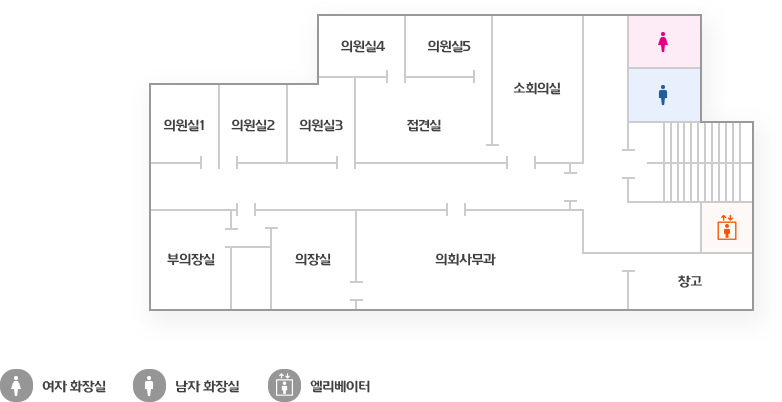 의원실4
의원실5
소회의실
의원실1
의원실2
의원실3
접견실
부의장실
의장실
의회사무과
창고
여자 화장실
남자 화장실
엘리베이터